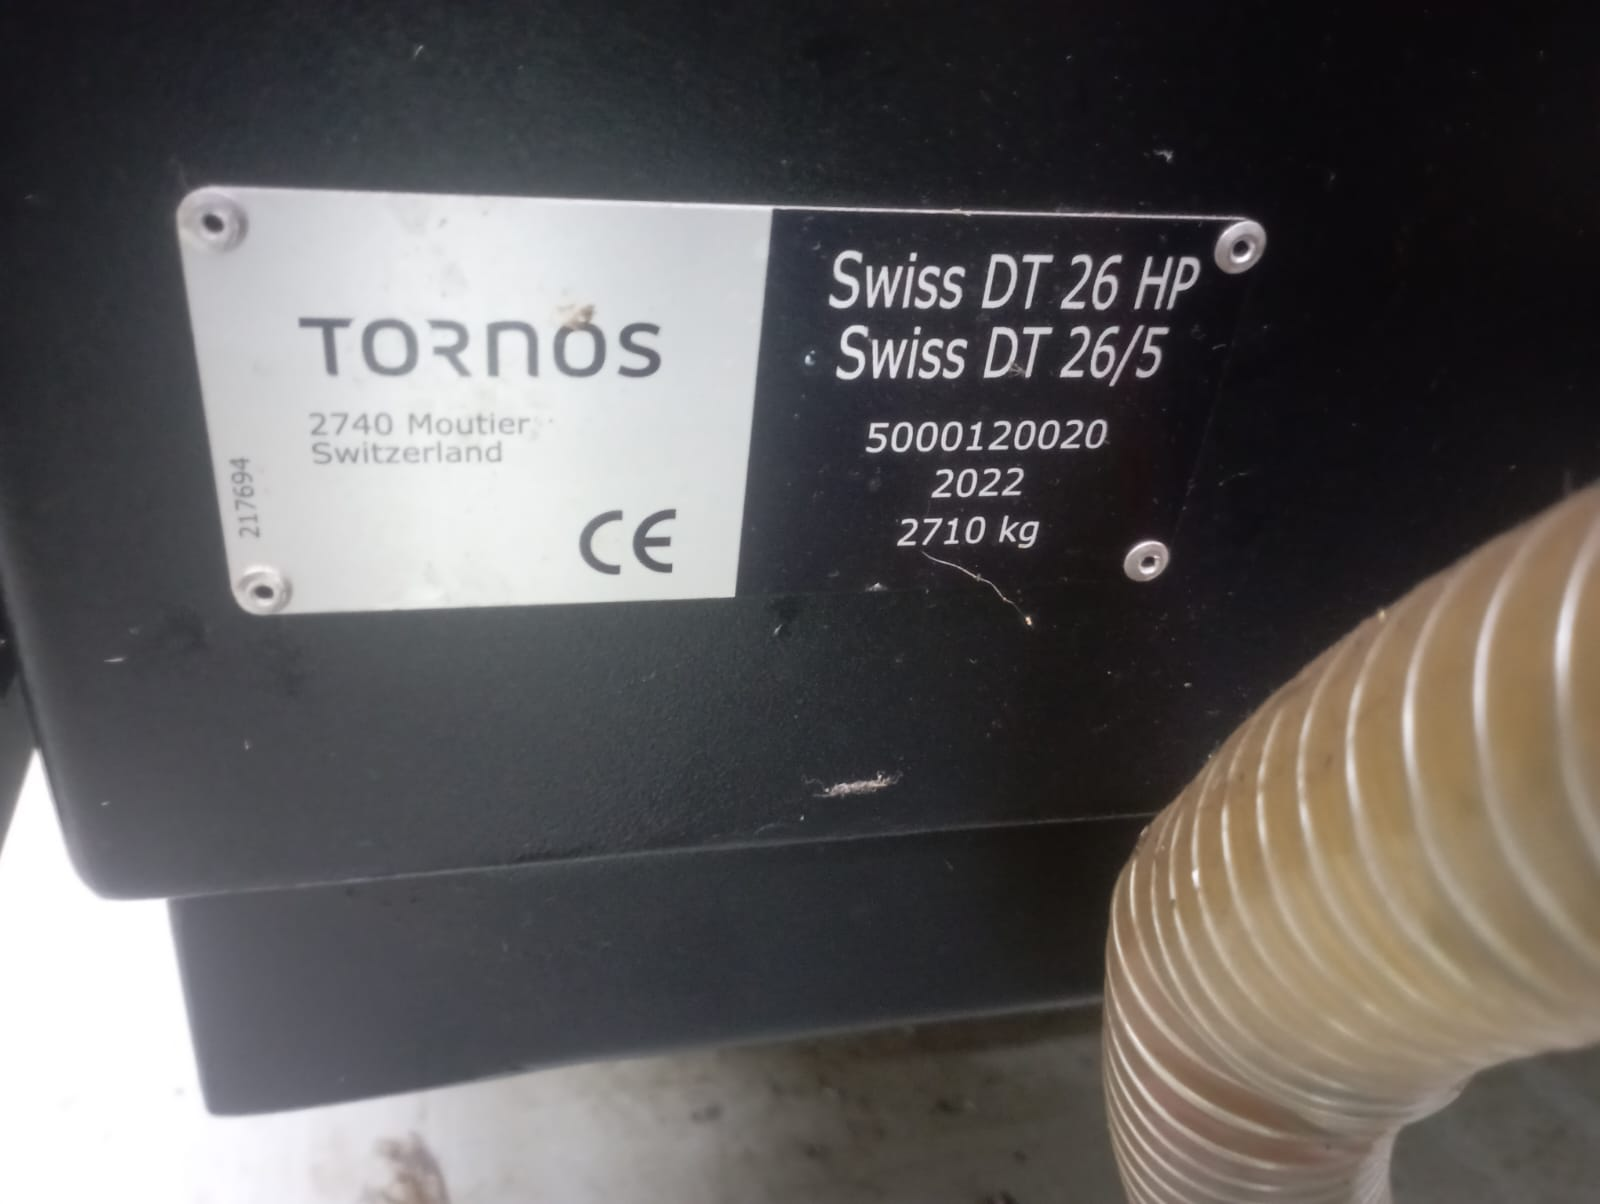 TORNOS
2740 Moutier
Switzerland
217694
CE
Swiss DT 26 HP
Swiss DT 26/5
5000120020
2022
2710 kg